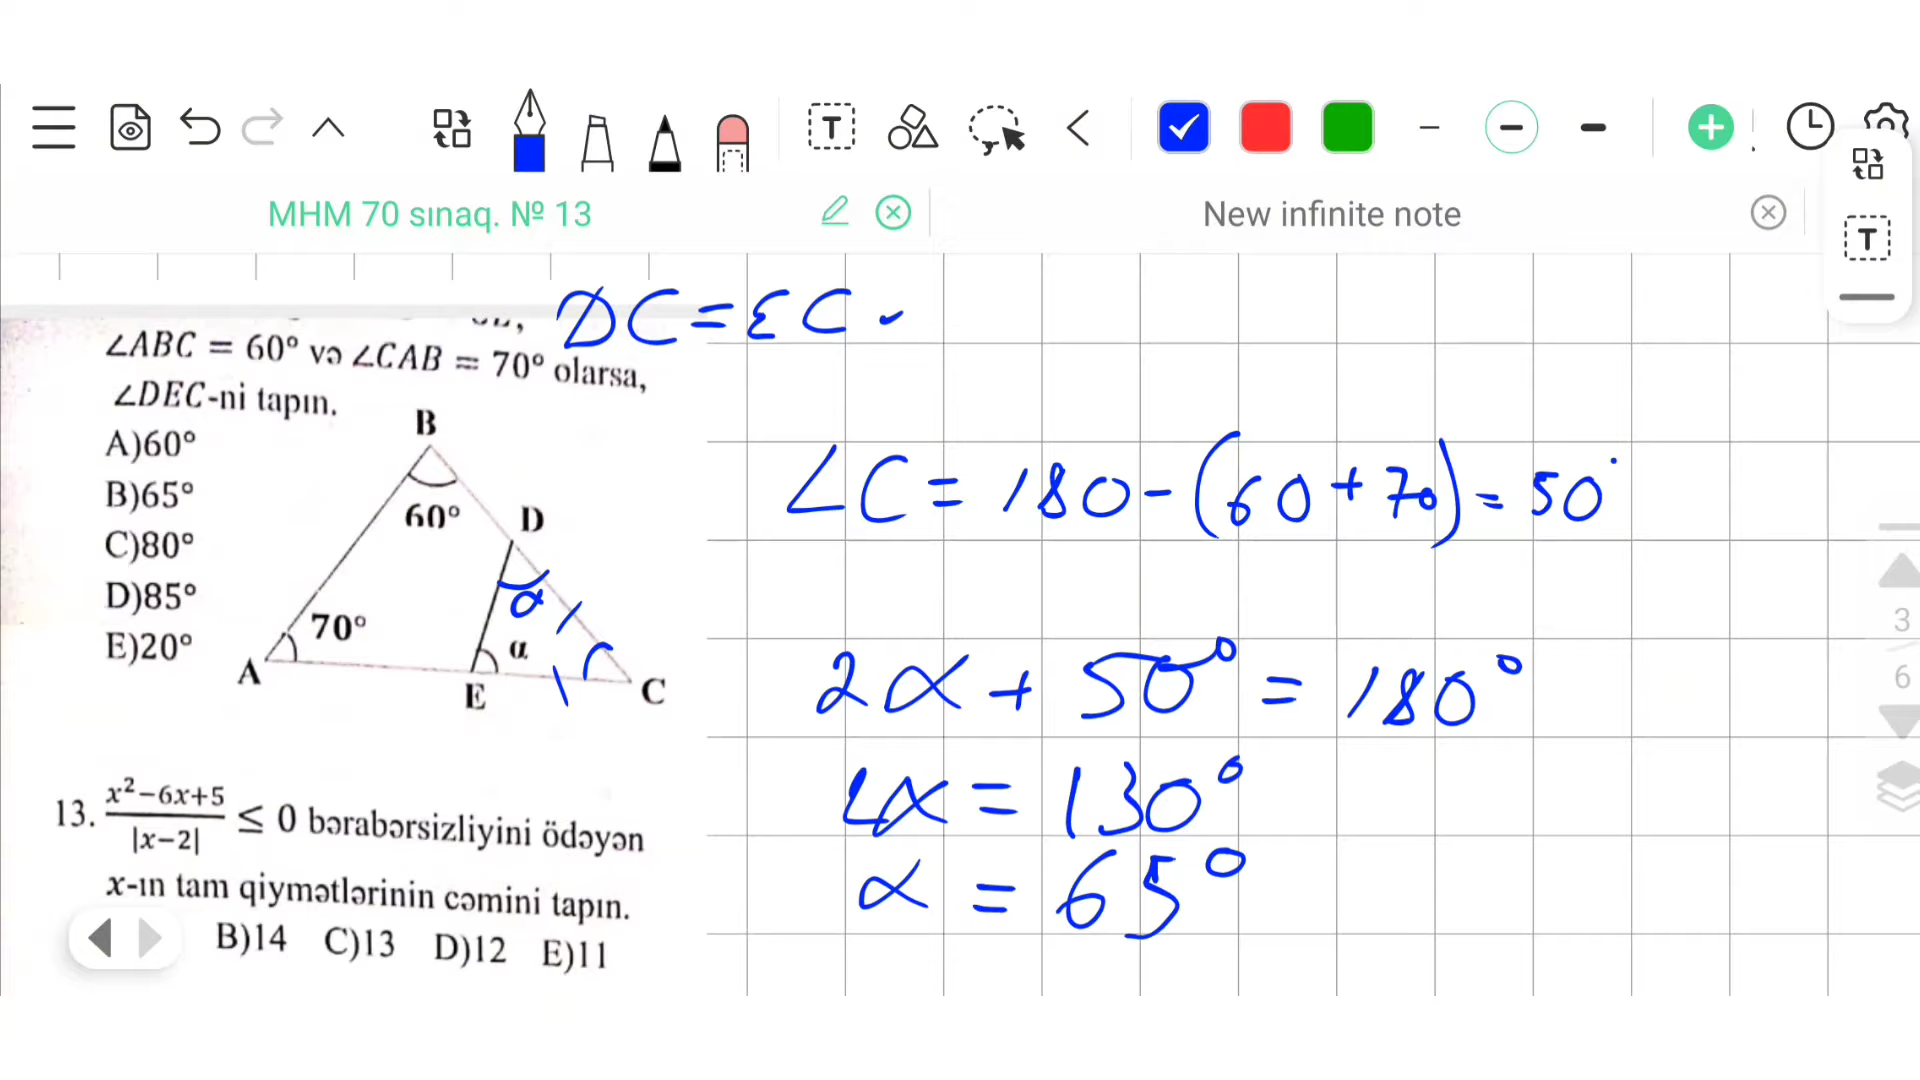 T
MHM 70 sınaq. № 13
New infinite note
T
DC = EC
∠ABC = 60° və ∠CAB = 70° olarsa,
∠DEC-ni tapın.
A)60°
B)65°
C)80°
D)85°
E)20°
B
60°
D
α
70°
α
A
E
C
∠C = 180 - (60 + 70) = 50°
2α + 50° = 180°
2α = 130°
α = 65°
3
6
13. x²−6x+5 / |x−2| ≤ 0 bərabərsizliyini ödəyən
x-ın tam qiymətlərinin cəmini tapın.
B)14 C)13 D)12 E)11